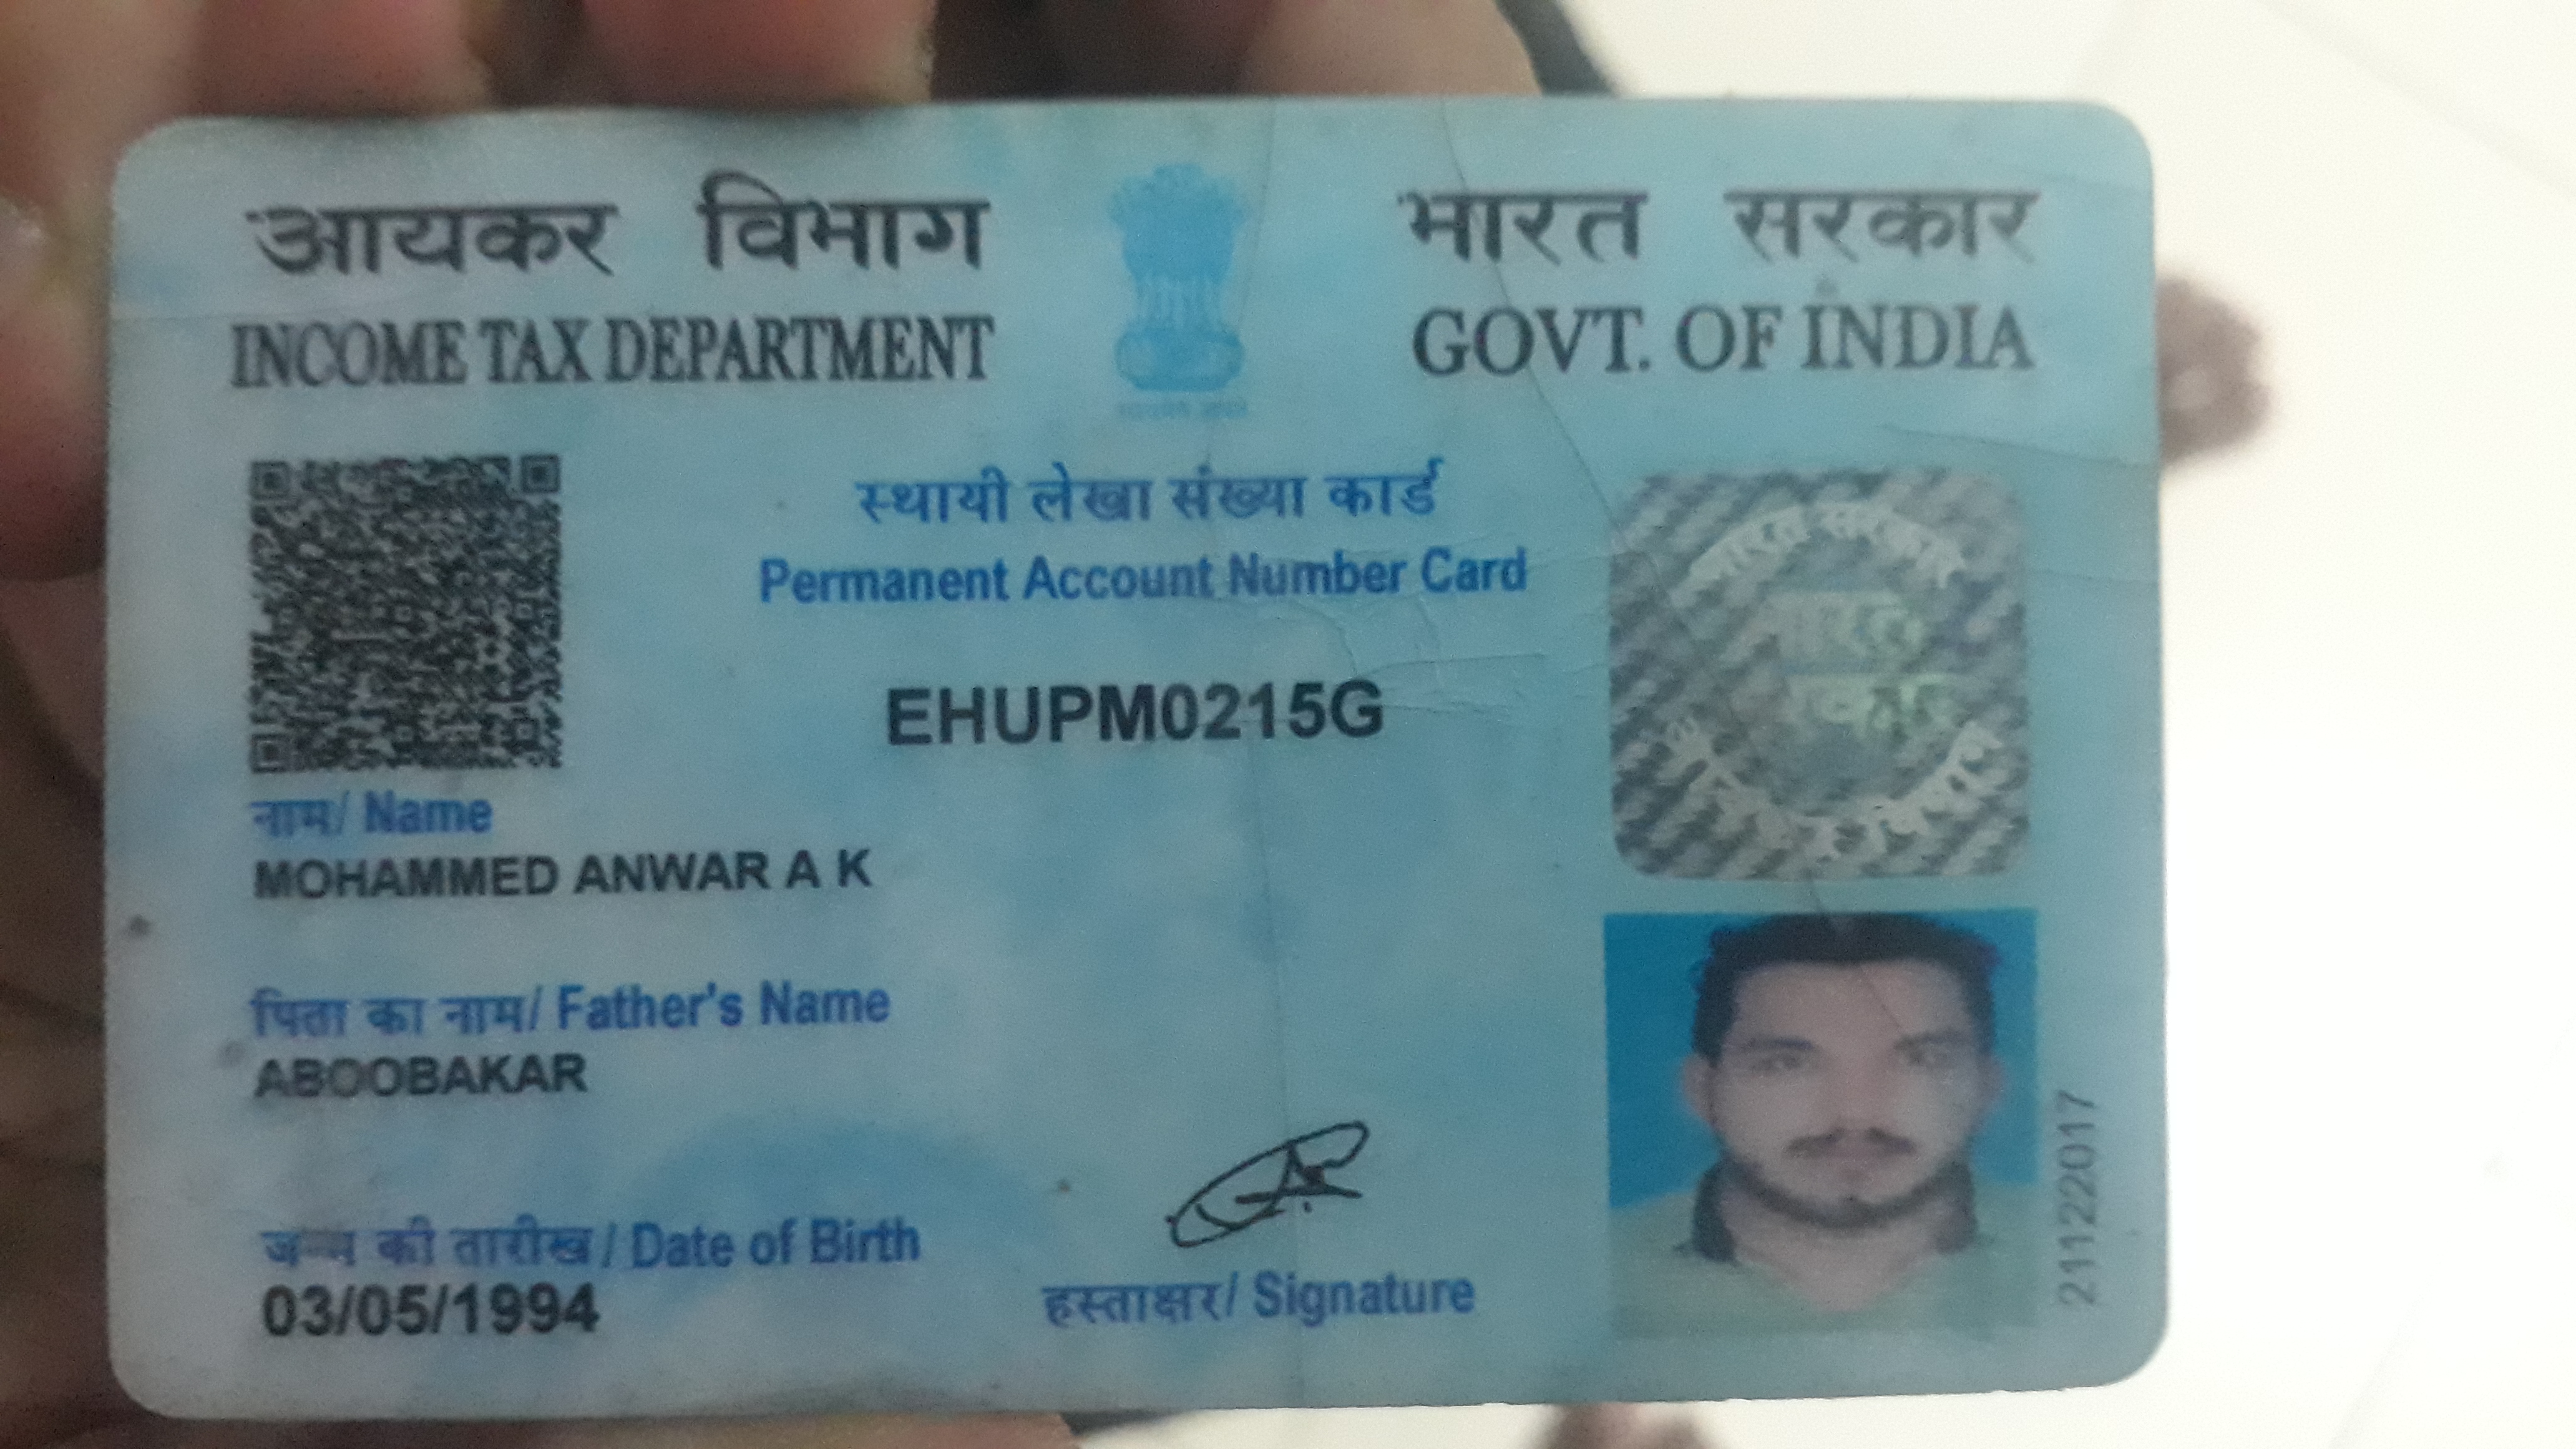 आयकर विभाग
INCOME TAX DEPARTMENT
भारत सरकार
GOVT. OF INDIA
स्थायी लेखा संख्या कार्ड
Permanent Account Number Card
EHUPM0215G
नाम/ Name
MOHAMMED ANWAR A K
पिता का नाम/ Father's Name
ABOOBAKAR
जन्म की तारीख / Date of Birth
03/05/1994
हस्ताक्षर/ Signature
21122017